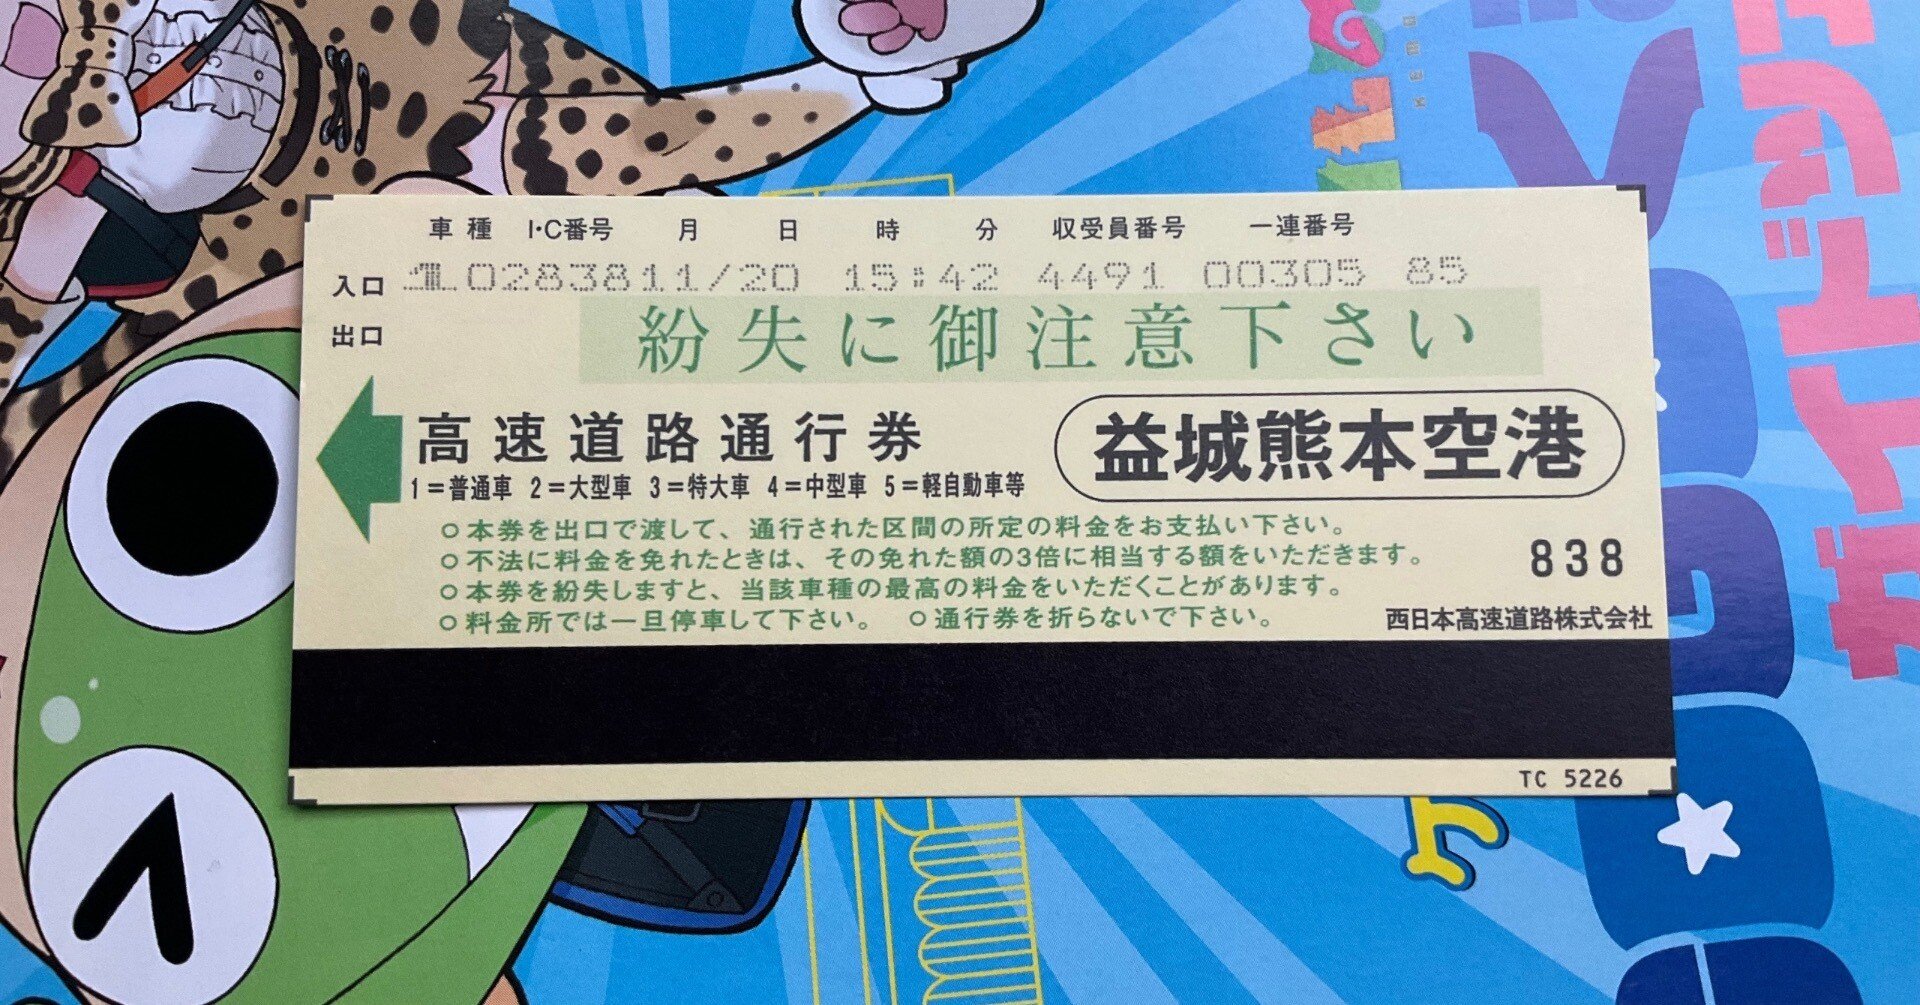 車種 I・C番号 月 日 時 分 収受員番号 一連番号
入口 02838 11/20 15:42 4491 00305 85
出口
紛失に御注意下さい
高速道路通行券
益城熊本空港
1=普通車 2=大型車 3=特大車 4=中型車 5=軽自動車等
○本券を出口で渡して、通行された区間の所定の料金をお支払い下さい。
○不法に料金を免れたときは、その免れた額の3倍に相当する額をいただきます。
838
○本券を紛失しますと、当該車種の最高の料金をいただくことがあります。
○料金所では一旦停車して下さい。 ○通行券を折らないで下さい。
西日本高速道路株式会社
TC 5226